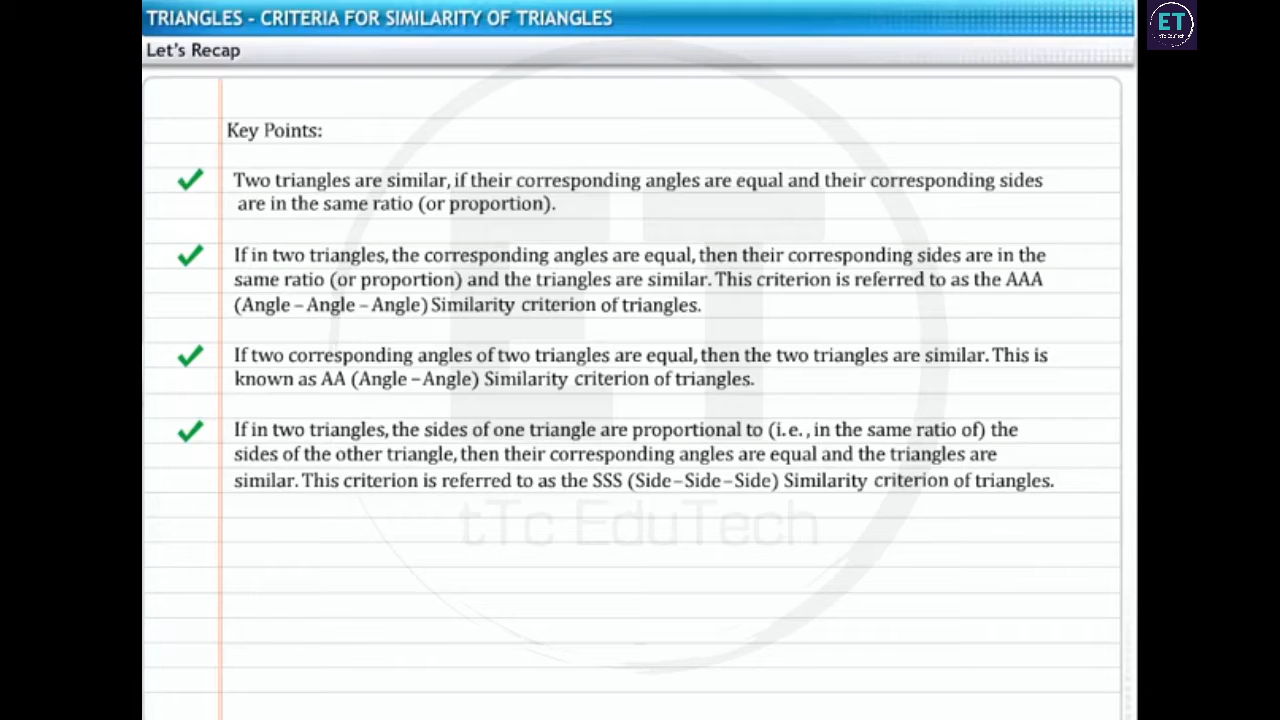 TRIANGLES - CRITERIA FOR SIMILARITY OF TRIANGLES
ET
Let's Recap
Key Points:
Two triangles are similar, if their corresponding angles are equal and their corresponding sides
are in the same ratio (or proportion).
If in two triangles, the corresponding angles are equal, then their corresponding sides are in the
same ratio (or proportion) and the triangles are similar. This criterion is referred to as the AAA
(Angle – Angle – Angle) Similarity criterion of triangles.
If two corresponding angles of two triangles are equal, then the two triangles are similar. This is
known as AA (Angle – Angle) Similarity criterion of triangles.
If in two triangles, the sides of one triangle are proportional to (i.e., in the same ratio of) the
sides of the other triangle, then their corresponding angles are equal and the triangles are
similar. This criterion is referred to as the SSS (Side – Side – Side) Similarity criterion of triangles.
ET
tTc EduTech